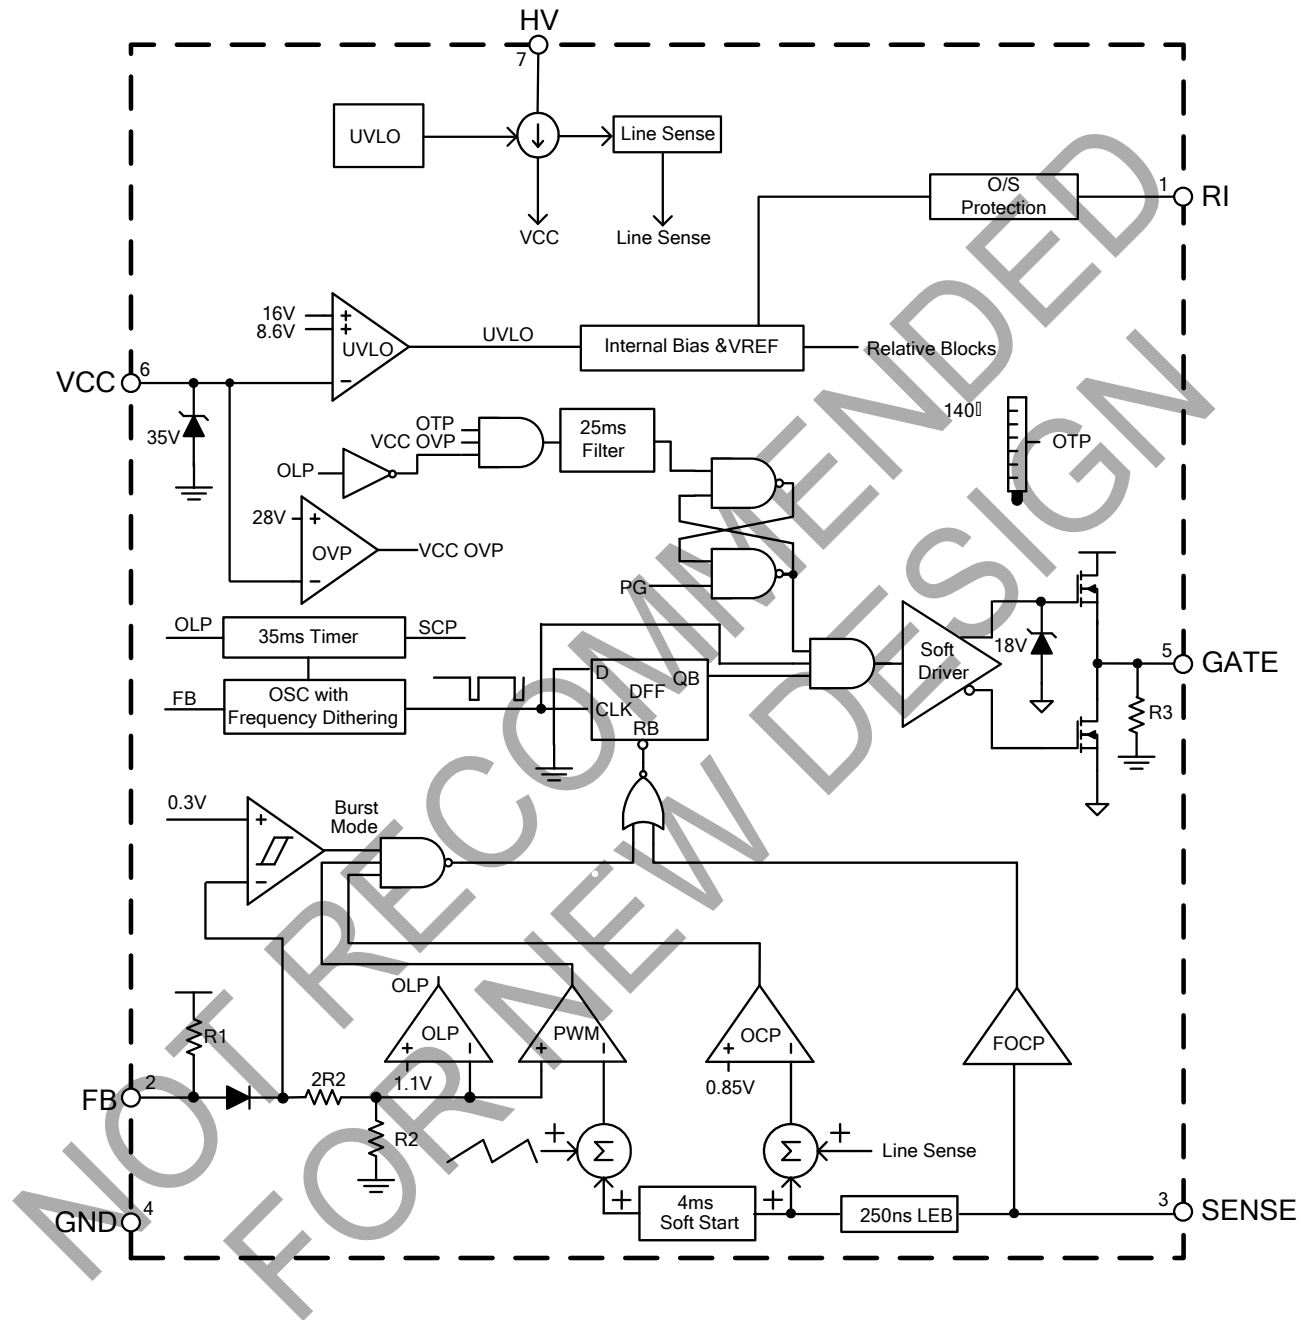 HV
7
UVLO
Line Sense
VCC
Line Sense
O/S
Protection
1
RI
16V
8.6V
+
+
UVLO
−
UVLO
Internal Bias &VREF
Relative Blocks
VCC
6
35V
OTP
VCC OVP
OLP
25ms
Filter
140▯
OTP
28V
+
OVP
−
VCC OVP
PG
OLP
35ms Timer
SCP
FB
OSC with
Frequency Dithering
D
QB
DFF
CLK
RB
Soft
Driver
18V
5
GATE
R3
0.3V
+
−
Burst
Mode
OLP
OLP
+
−
1.1V
PWM
+
−
OCP
+
−
0.85V
FOCP
R1
2
FB
2R2
R2
+
Σ
+
Σ
+
+
Line Sense
4ms
Soft Start
250ns LEB
3
SENSE
4
GND
NOT RECOMMENDED
FOR NEW DESIGN